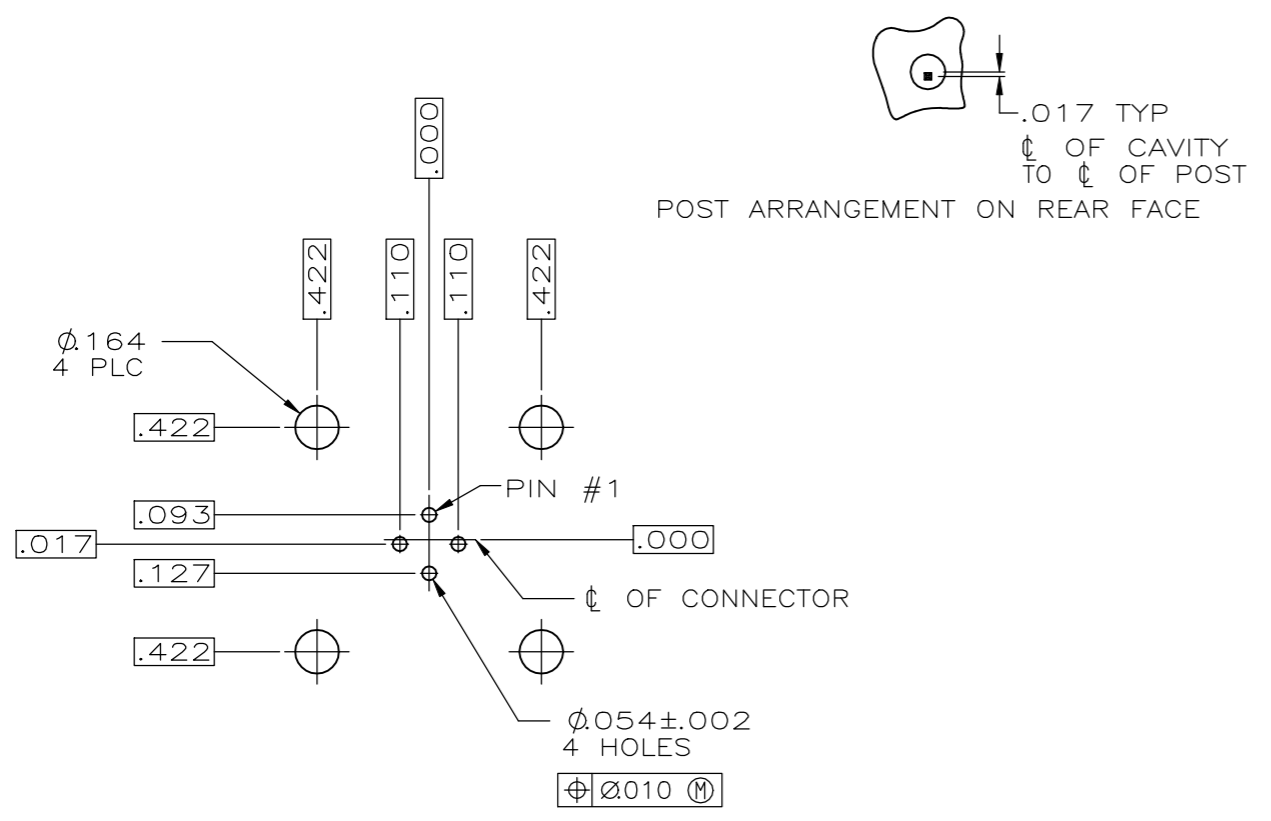 .017 TYP
℄ OF CAVITY
TO ℄ OF POST
POST ARRANGEMENT ON REAR FACE
.000
.422
.110
.110
.422
Ø.164
4 PLC
.422
PIN #1
.093
.017
.000
.127
℄ OF CONNECTOR
.422
Ø.054±.002
4 HOLES
⌖ Ø.010 Ⓜ